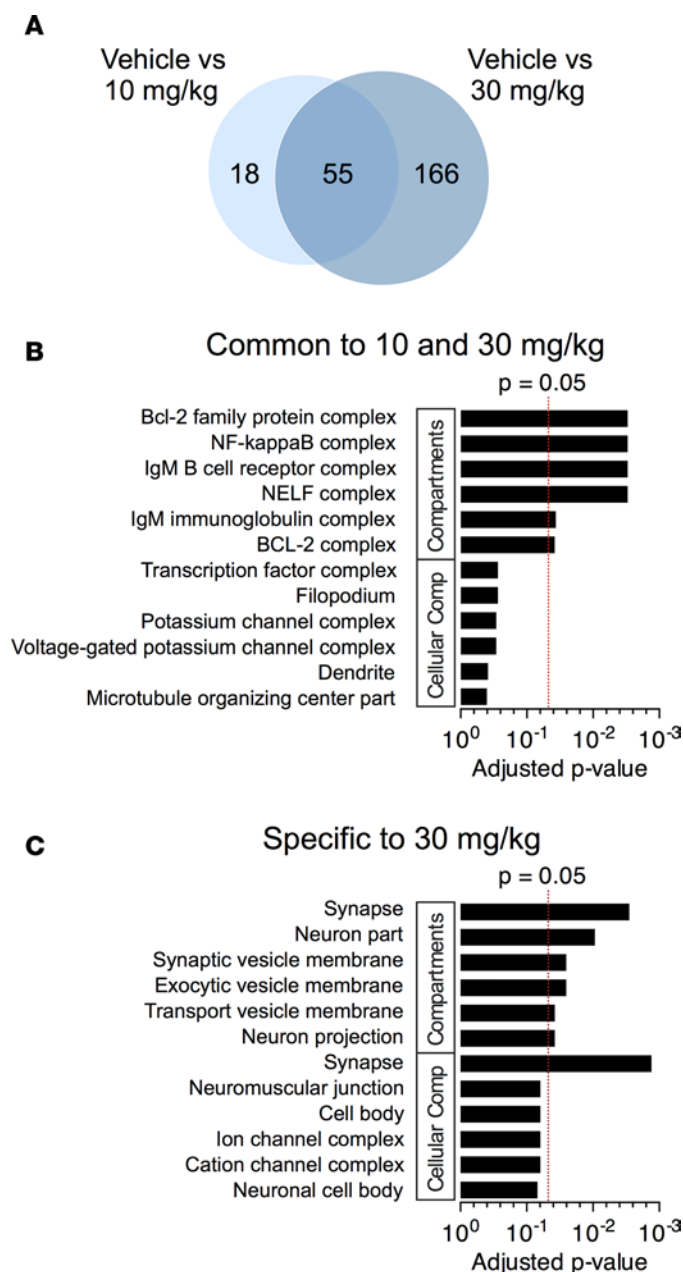 A
Vehicle vs
10 mg/kg
Vehicle vs
30 mg/kg
18
55
166
B
Common to 10 and 30 mg/kg
p = 0.05
Bcl-2 family protein complex
NF-kappaB complex
IgM B cell receptor complex
NELF complex
IgM immunoglobulin complex
BCL-2 complex
Transcription factor complex
Filopodium
Potassium channel complex
Voltage-gated potassium channel complex
Dendrite
Microtubule organizing center part
Compartments
Cellular Comp
10⁰ 10⁻¹ 10⁻² 10⁻³
Adjusted p-value
C
Specific to 30 mg/kg
p = 0.05
Synapse
Neuron part
Synaptic vesicle membrane
Exocytic vesicle membrane
Transport vesicle membrane
Neuron projection
Synapse
Neuromuscular junction
Cell body
Ion channel complex
Cation channel complex
Neuronal cell body
Compartments
Cellular Comp
10⁰ 10⁻¹ 10⁻² 10⁻³
Adjusted p-value